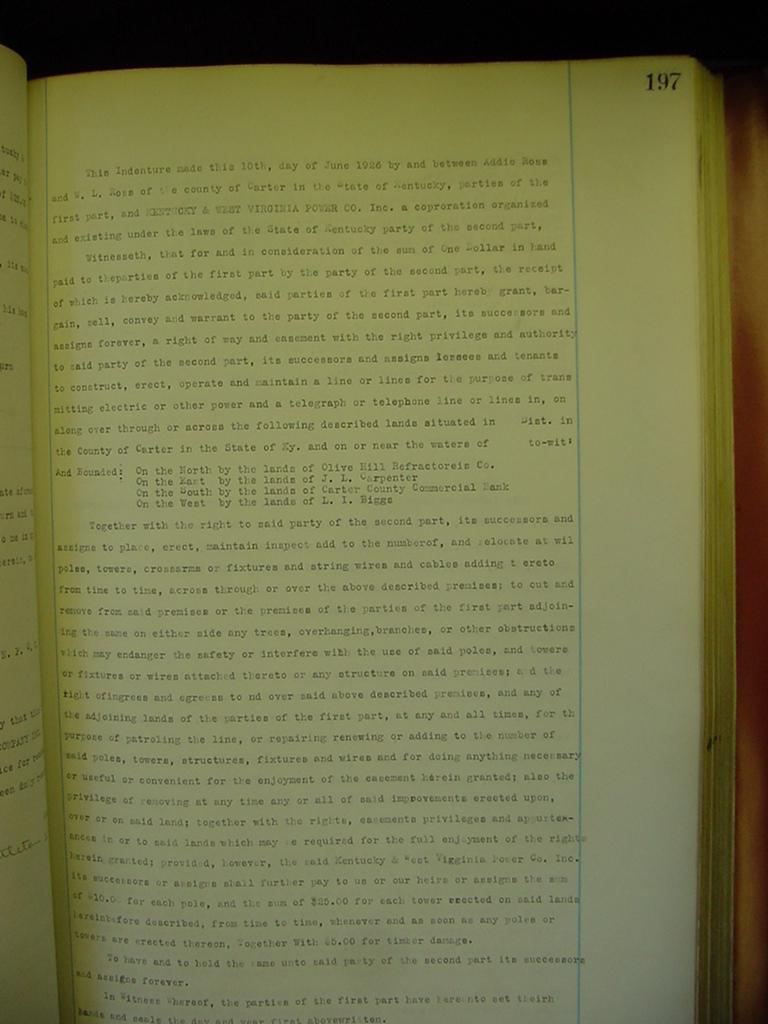 197
This Indenture made this 10th, day of June 1926 by and between Addie Ross
and W. L. Ross of t e county of Carter in the State of Kentucky, parties of the
first part, and KENTUCKY & WEST VIRGINIA POWER CO. Inc. a coproration organized
and existing under the laws of the State of Kentucky party of the second part,
Witnesseth, that for and in consideration of the sum of One Dollar in hand
paid to theparties of the first part by the party of the second part, the receipt
of which is hereby acknowledged, said parties of the first part hereb grant, bar-
gain, sell, convey and warrant to the party of the second part, its successors and
assigns forever, a right of way and easement with the right privilege and authority
to said party of the second part, its successors and assigns lessees and tenants
to construct, erect, operate and maintain a line or lines for the purpose of trans
mitting electric or other power and a telegraph or telephone line or lines in, on
along over through or across the following described lands situated in Dist. in
the County of Carter in the State of Ky. and on or near the waters of to-wit:
And Bounded: On the North by the lands of Olive Hill Refractoreis Co.
On the East by the lands of J. L. Carpenter
On the South by the lands of Carter County Commercial Bank
On the West by the lands of L. I. Biggs
Together with the right to said party of the second part, its successors and
assigns to place, erect, maintain inspect add to the numberof, and relocate at wil
poles, towers, crossarms or fixtures and string wires and cables adding t ereto
from time to time, across through or over the above described premises; to cut and
remove from said premises or the premises of the parties of the first part adjoin-
ing the same on either side any trees, overhanging,branches, or other obstructions
which may endanger the safety or interfere with the use of said poles, and towers
or fixtures or wires attached thereto or any structure on said premises; a d the
right ofingres and egreess to nd over said above described premises, and any of
the adjoining lands of the parties of the first part, at any and all times, for th
purpose of patroling the line, or repairing renewing or adding to the number of
said poles, towers, structures, fixtures and wires and for doing anything necessary
or useful or convenient for the enjoyment of the easement herein granted; also the
privilege of removing at any time any or all of said improvements erected upon,
over or on said land; together with the rights, easements privileges and appurten-
ances in or to said lands which may be required for the full enjoyment of the rights
herein granted; provided, however, the said Kentucky & West Vigginia Power Co. Inc.
its successors or assigns shall further pay to us or our heirs or assigns the sum
of $10.0 for each pole, and the sum of $25.00 for each tower erected on said lands
hereinbefore described, from time to time, whenever and as soon as any poles or
towers are erected thereon, Together With $5.00 for timber damage.
To have and to hold the same unto said party of the second part its successors
and assigns forever.
In Witness Whereof, the parties of the first part have hereunto set theirh
hands and seals the day and year first abovewriten.